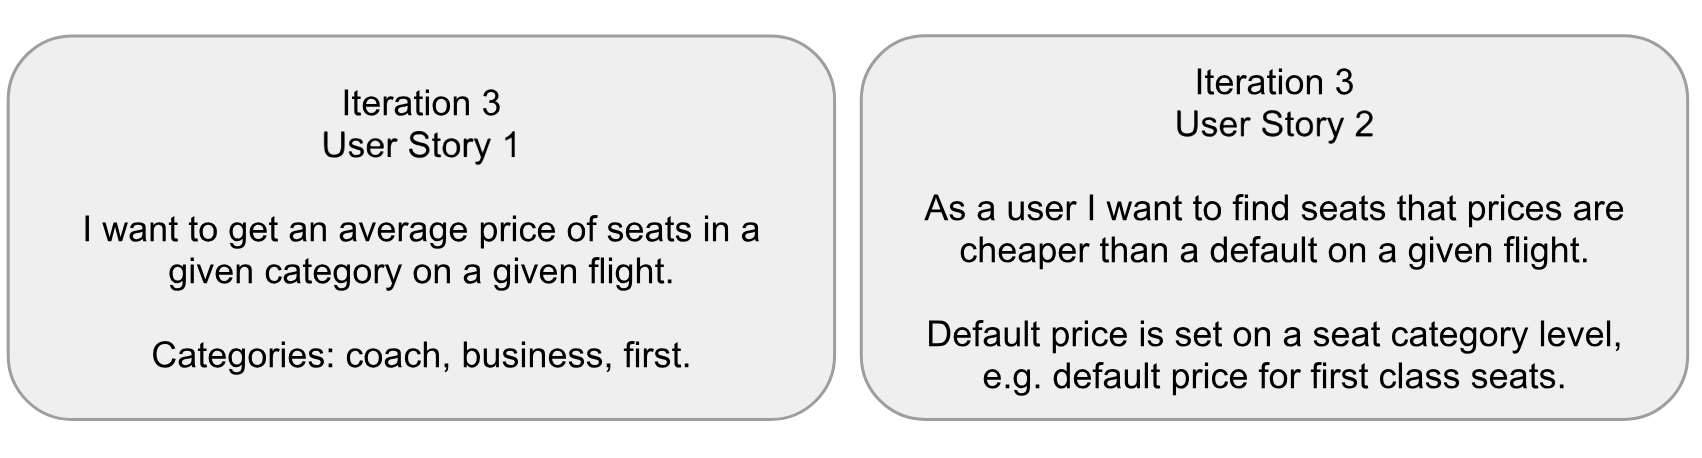 Iteration 3
User Story 1
I want to get an average price of seats in a
given category on a given flight.
Categories: coach, business, first.
Iteration 3
User Story 2
As a user I want to find seats that prices are
cheaper than a default on a given flight.
Default price is set on a seat category level,
e.g. default price for first class seats.